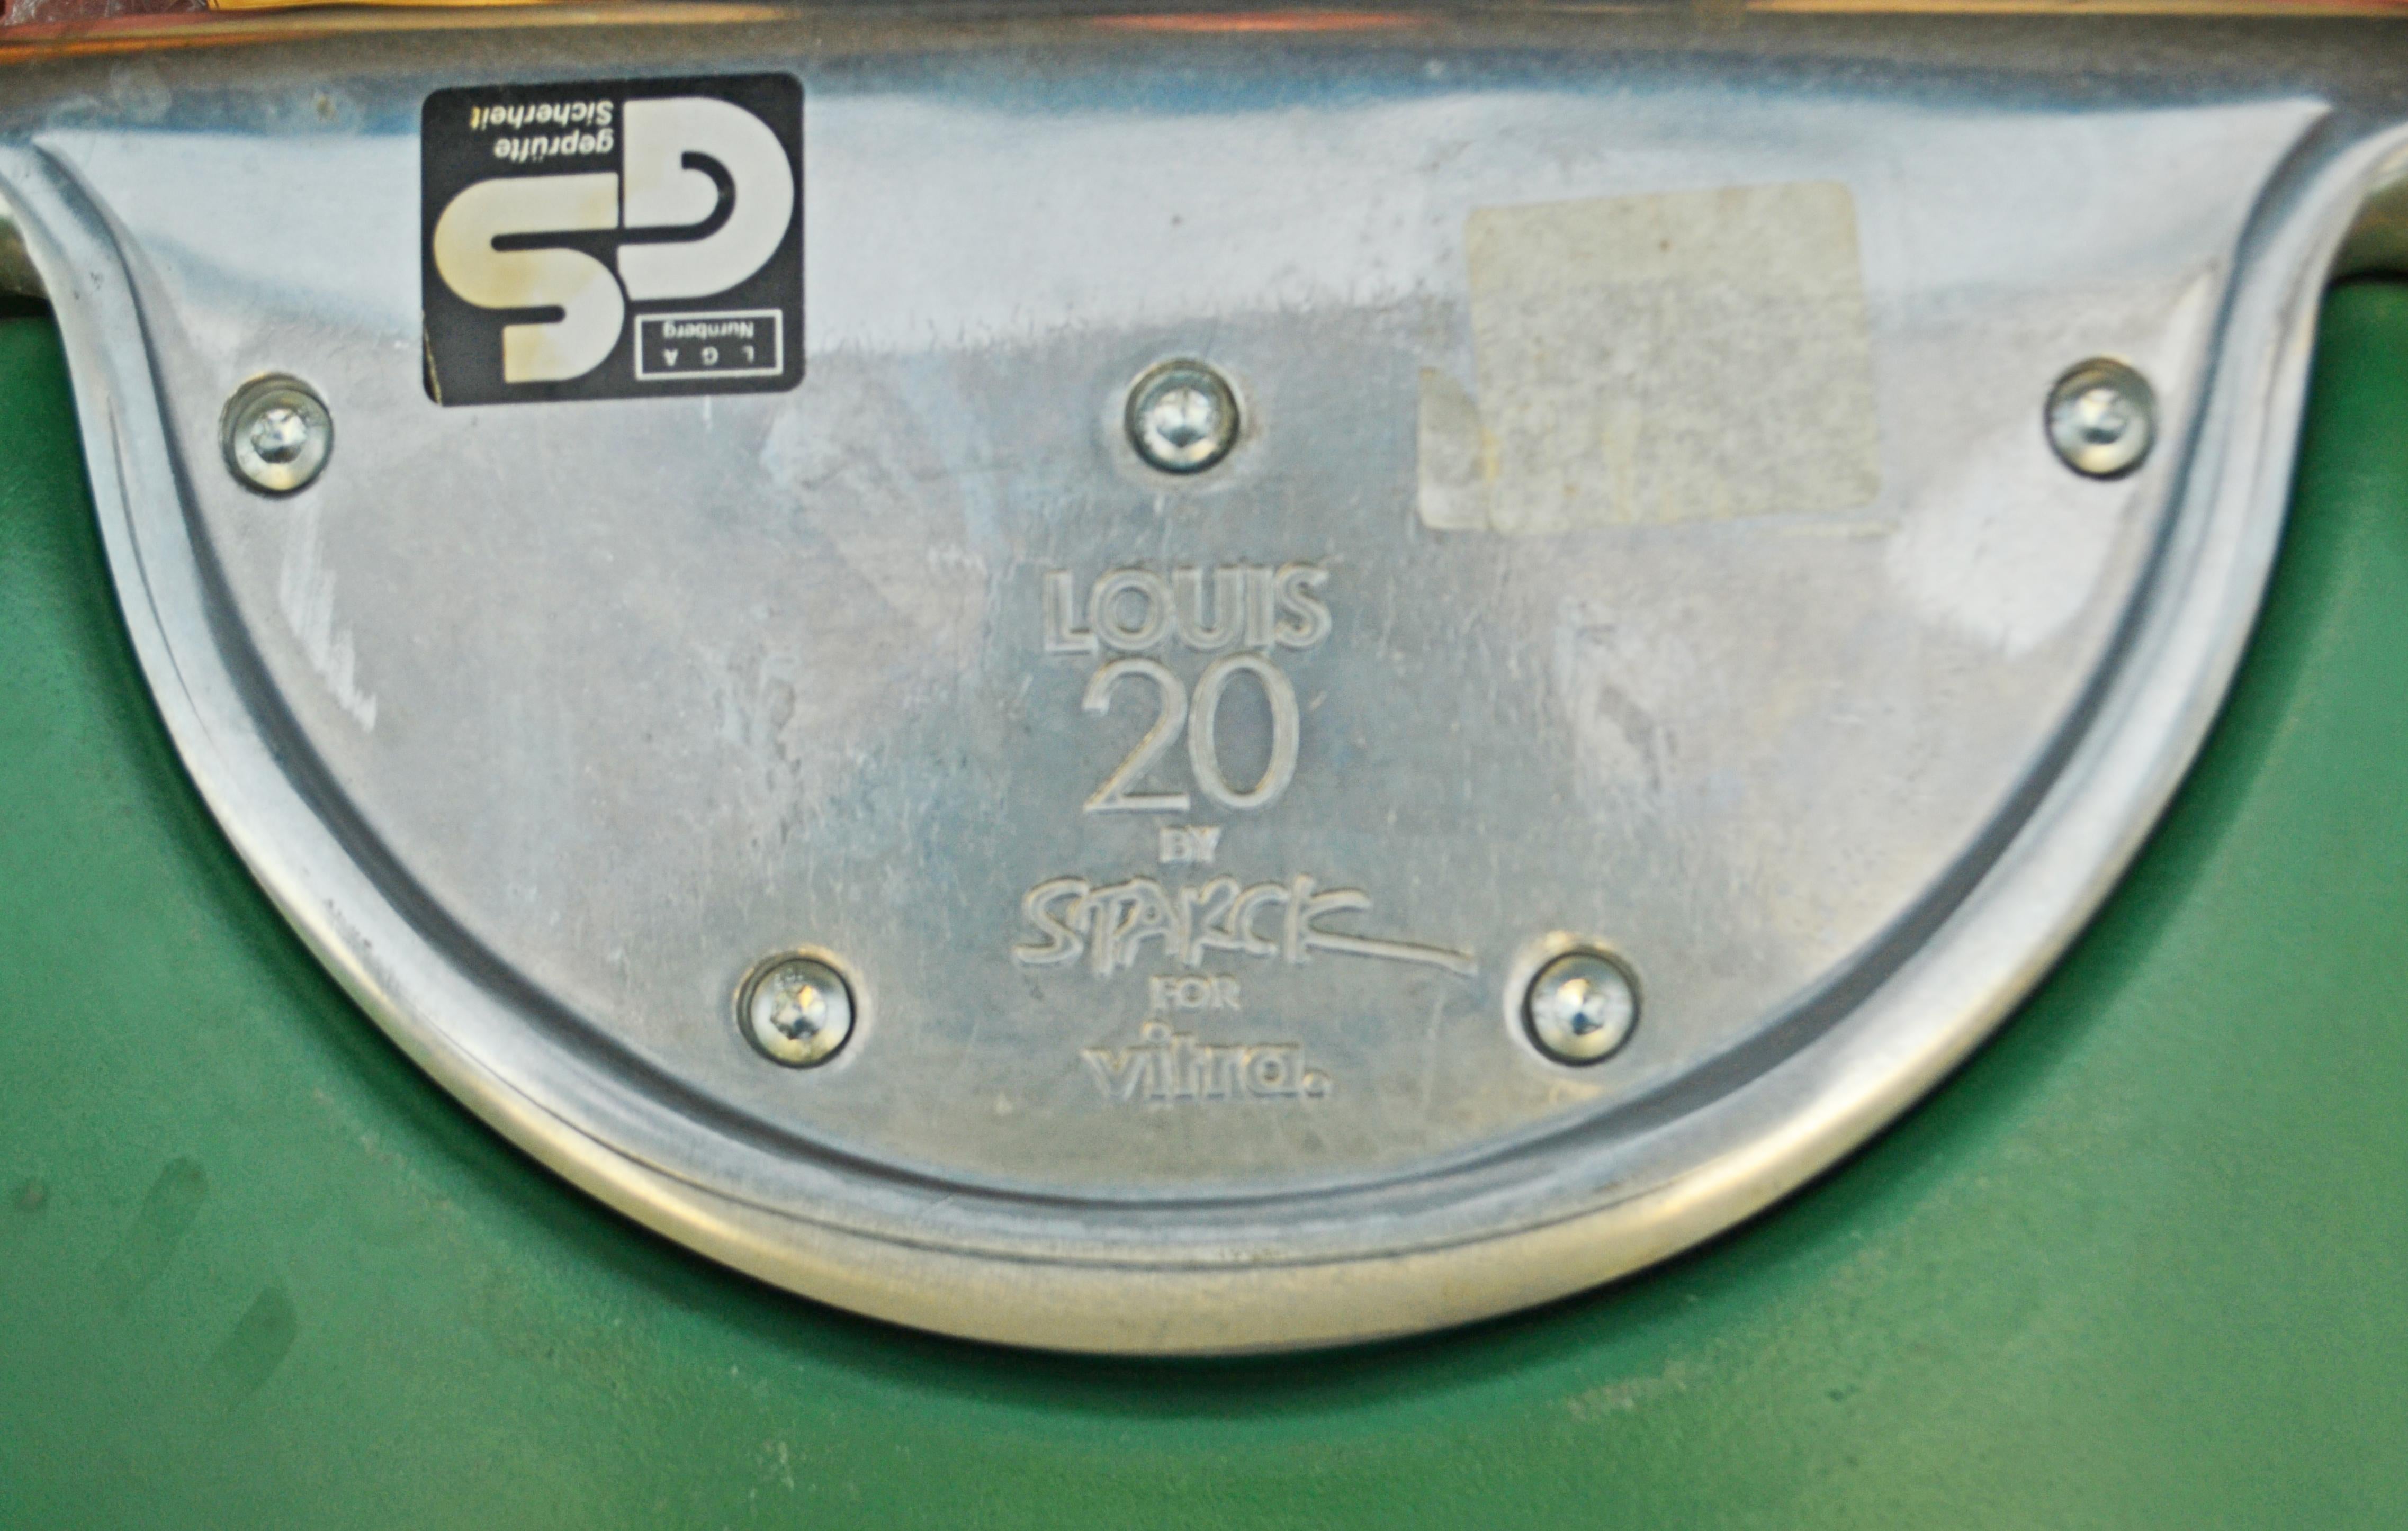 geprüfte
Sicherheit
GS
L G A
Nürnberg
LOUIS
20
BY
STARCK
FOR
vitra.